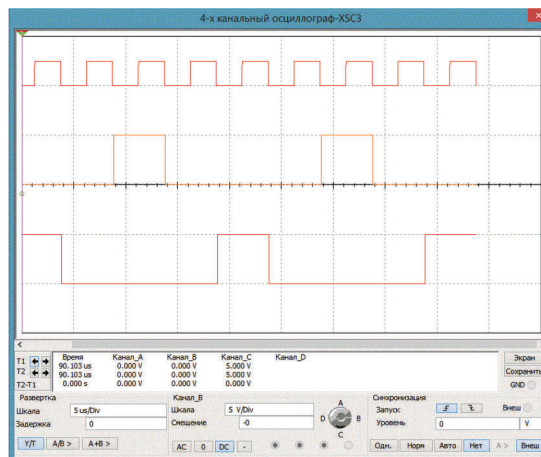 4-х канальный осциллограф-XSC3
T1
T2
T2-T1
Время Канал_A Канал_B Канал_C Канал_D
90.103 us 0.000 V 0.000 V 5.000 V
90.103 us 0.000 V 0.000 V 5.000 V
0.000 s 0.000 V 0.000 V 0.000 V
Экран
Сохранить
GND
Развертка
Шкала 5 us/Div
Задержка 0
Y/T A/B > A+B >
Канал_B
Шкала 5 V/Div
Смещение -0
AC 0 DC -
A
D B
C
Синхронизация
Запуск Внеш
Уровень 0 V
Одн. Норм Авто Нет A > Внеш